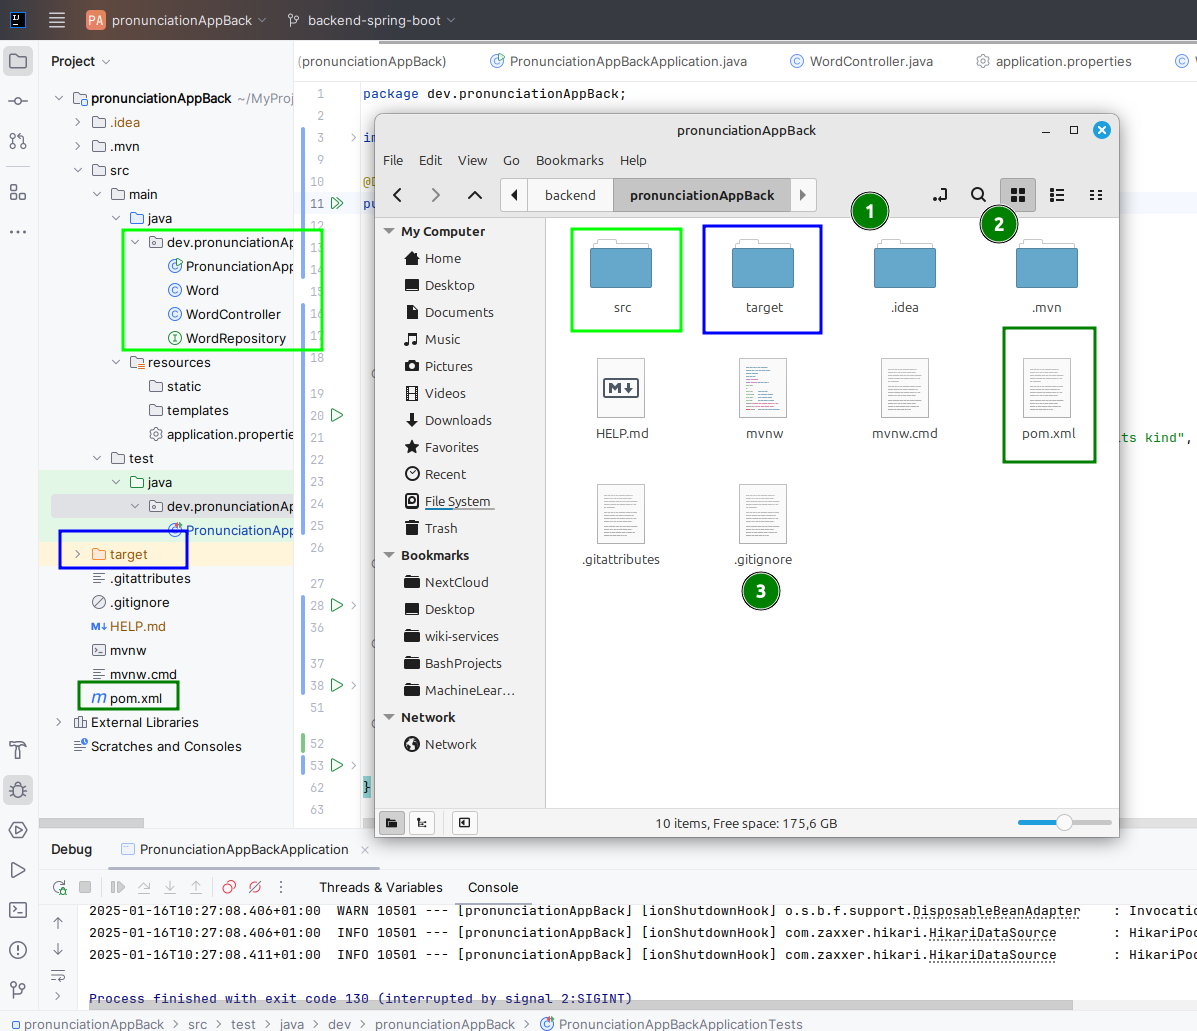 PA pronunciationAppBack backend-spring-boot
Project
(pronunciationAppBack) PronunciationAppBackApplication.java WordController.java application.properties
pronunciationAppBack ~/MyProj
.idea
.mvn
src
main
java
dev.pronunciationAp
PronunciationApp
Word
WordController
WordRepository
resources
static
templates
application.propertie
test
java
dev.pronunciationAp
PronunciationApp
target
.gitattributes
.gitignore
M↓ HELP.md
mvnw
mvnw.cmd
m pom.xml
External Libraries
Scratches and Consoles
1 package dev.pronunciationAppBack;
2
3 im
9
10 @
11 pu
12
13
14
15
16
17
18
19
20
21
22
23
24
25
26
27
28
36
37
38
51
52
53
62 }
63
its kind",
pronunciationAppBack
File Edit View Go Bookmarks Help
backend pronunciationAppBack
1
2
My Computer
Home
Desktop
Documents
Music
Pictures
Videos
Downloads
Favorites
Recent
File System
Trash
Bookmarks
NextCloud
Desktop
wiki-services
BashProjects
MachineLear...
Network
Network
src target .idea .mvn
M↓
HELP.md mvnw mvnw.cmd pom.xml
.gitattributes .gitignore
3
10 items, Free space: 175,6 GB
Debug PronunciationAppBackApplication
Threads & Variables Console
2025-01-16T10:27:08.406+01:00 WARN 10501 --- [pronunciationAppBack] [ionShutdownHook] o.s.b.f.support.DisposableBeanAdapter : Invocatio
2025-01-16T10:27:08.406+01:00 INFO 10501 --- [pronunciationAppBack] [ionShutdownHook] com.zaxxer.hikari.HikariDataSource : HikariPoo
2025-01-16T10:27:08.411+01:00 INFO 10501 --- [pronunciationAppBack] [ionShutdownHook] com.zaxxer.hikari.HikariDataSource : HikariPoo
Process finished with exit code 130 (interrupted by signal 2:SIGINT)
pronunciationAppBack > src > test > java > dev > pronunciationAppBack > PronunciationAppBackApplicationTests